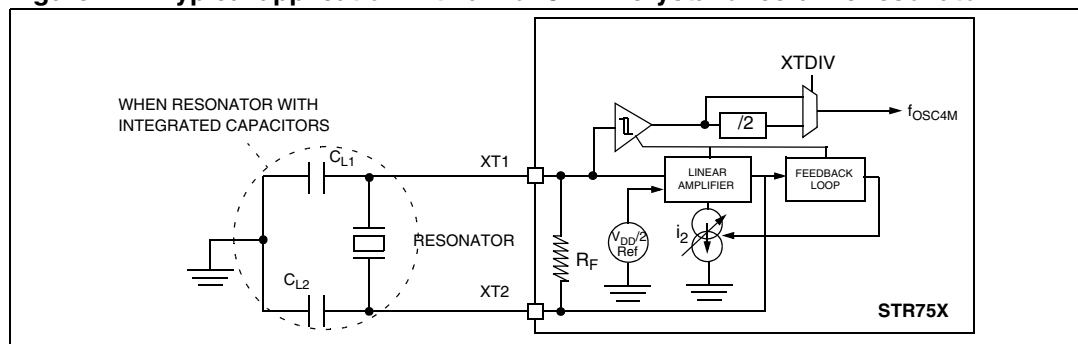 XTDIV
WHEN RESONATOR WITH
INTEGRATED CAPACITORS
/2
fOSC4M
CL1
XT1
LINEAR
AMPLIFIER
FEEDBACK
LOOP
i2
VDD/2
Ref
RESONATOR
RF
CL2
XT2
STR75X